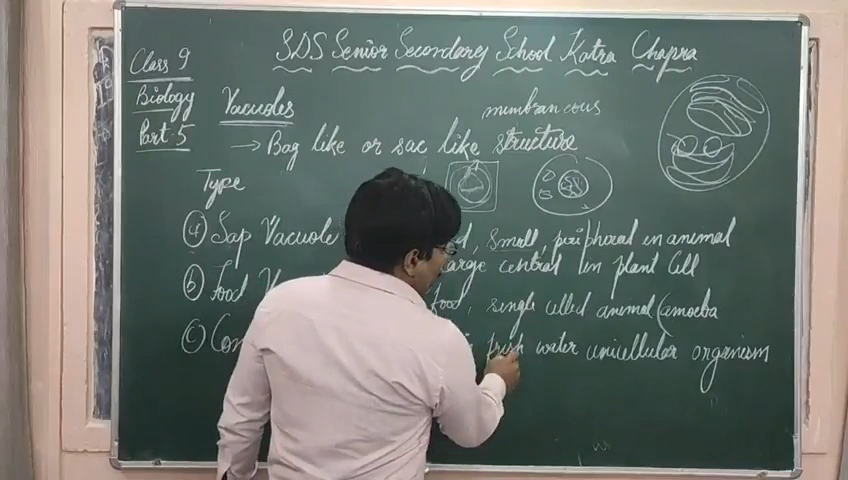 SDS Senior Secondary School Katra Chapra
Class 9
Biology
Part-5
Vacuoles
mimbrancous
→ Bag like or sac like structure
Type
(a) Sap Vacuole , small, peripheral in animal
large central in plant Cell
(b) Food food, single celled animal (amoeba
(c) fresh water unicellular organism